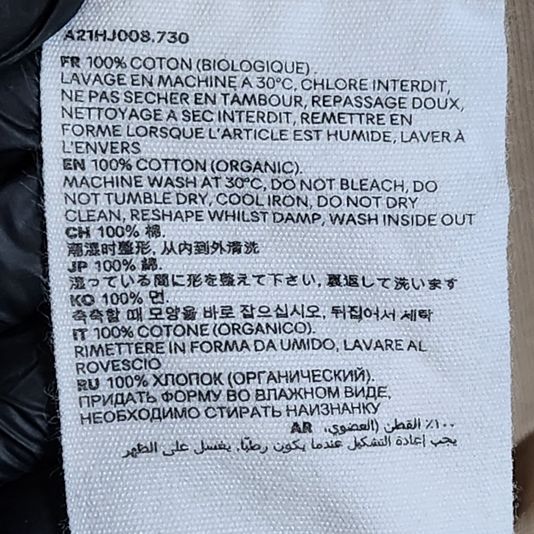 A21HJ008.730
FR 100% COTON (BIOLOGIQUE).
LAVAGE EN MACHINE A 30°C, CHLORE INTERDIT,
NE PAS SECHER EN TAMBOUR, REPASSAGE DOUX,
NETTOYAGE A SEC INTERDIT, REMETTRE EN
FORME LORSQUE L'ARTICLE EST HUMIDE, LAVER À
L'ENVERS
EN 100% COTTON (ORGANIC).
MACHINE WASH AT 30°C, DO NOT BLEACH, DO
NOT TUMBLE DRY, COOL IRON, DO NOT DRY
CLEAN, RESHAPE WHILST DAMP, WASH INSIDE OUT
CH 100% 棉.
潮湿时整形, 从内到外清洗
JP 100% 綿.
湿っている間に形を整えて下さい, 裏返して洗います
KO 100% 면.
축축할 때 모양을 바로 잡으십시오, 뒤집어서 세탁
IT 100% COTONE (ORGANICO).
RIMETTERE IN FORMA DA UMIDO, LAVARE AL
ROVESCIO
RU 100% ХЛОПОК (ОРГАНИЧЕСКИЙ).
ПРИДАТЬ ФОРМУ ВО ВЛАЖНОМ ВИДЕ,
НЕОБХОДИМО СТИРАТЬ НАИЗНАНКУ
AR ١٠٠٪ القطن (العضوي).
يجب إعادة التشكيل عندما يكون رطبًا, يغسل على الظهر